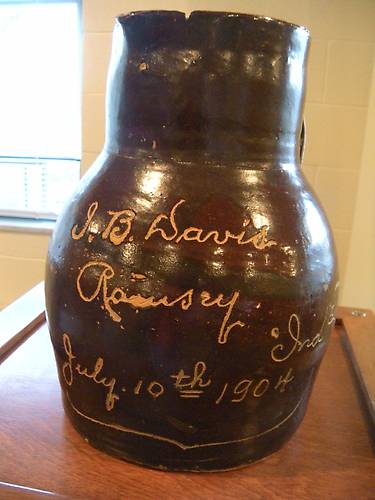 J. B. Davis
Ramsey. Ind
July. 10th 1904